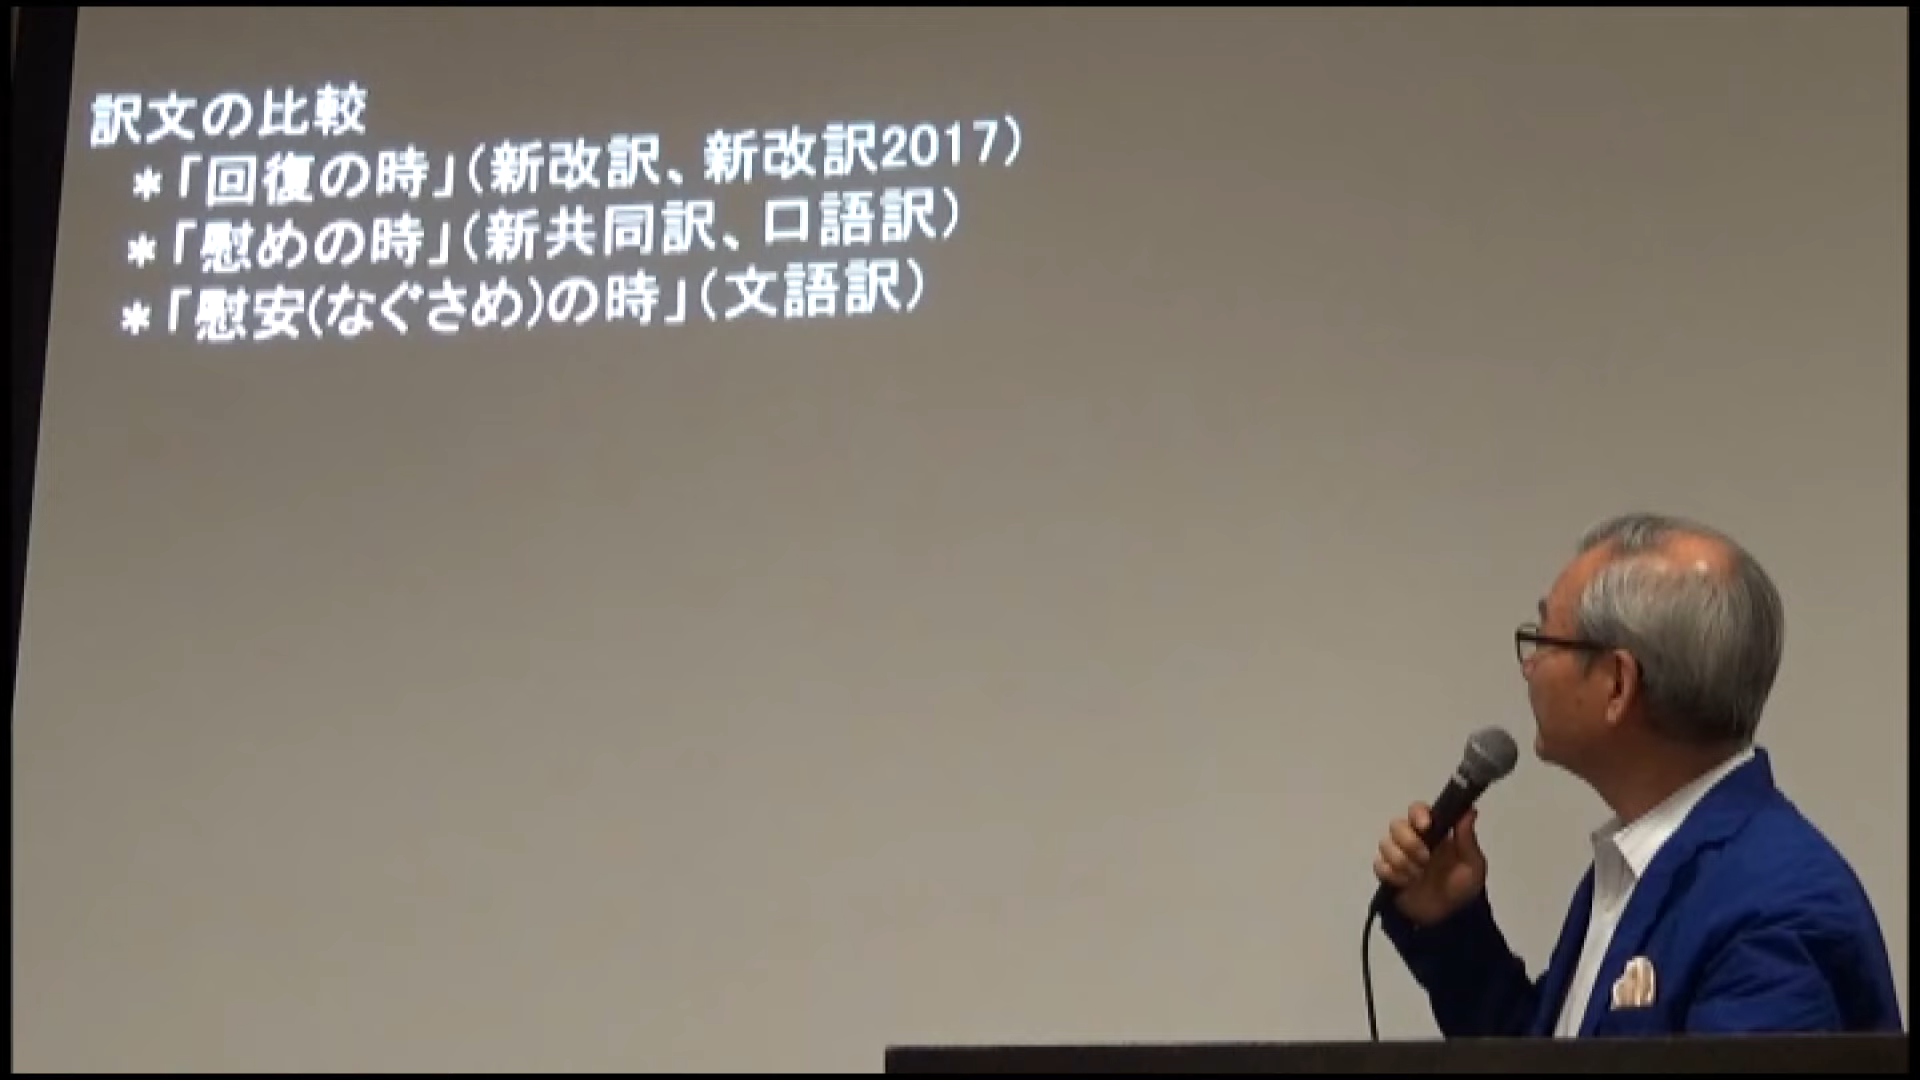 訳文の比較
＊「回復の時」（新改訳、新改訳2017）
＊「慰めの時」（新共同訳、口語訳）
＊「慰安(なぐさめ)の時」（文語訳）